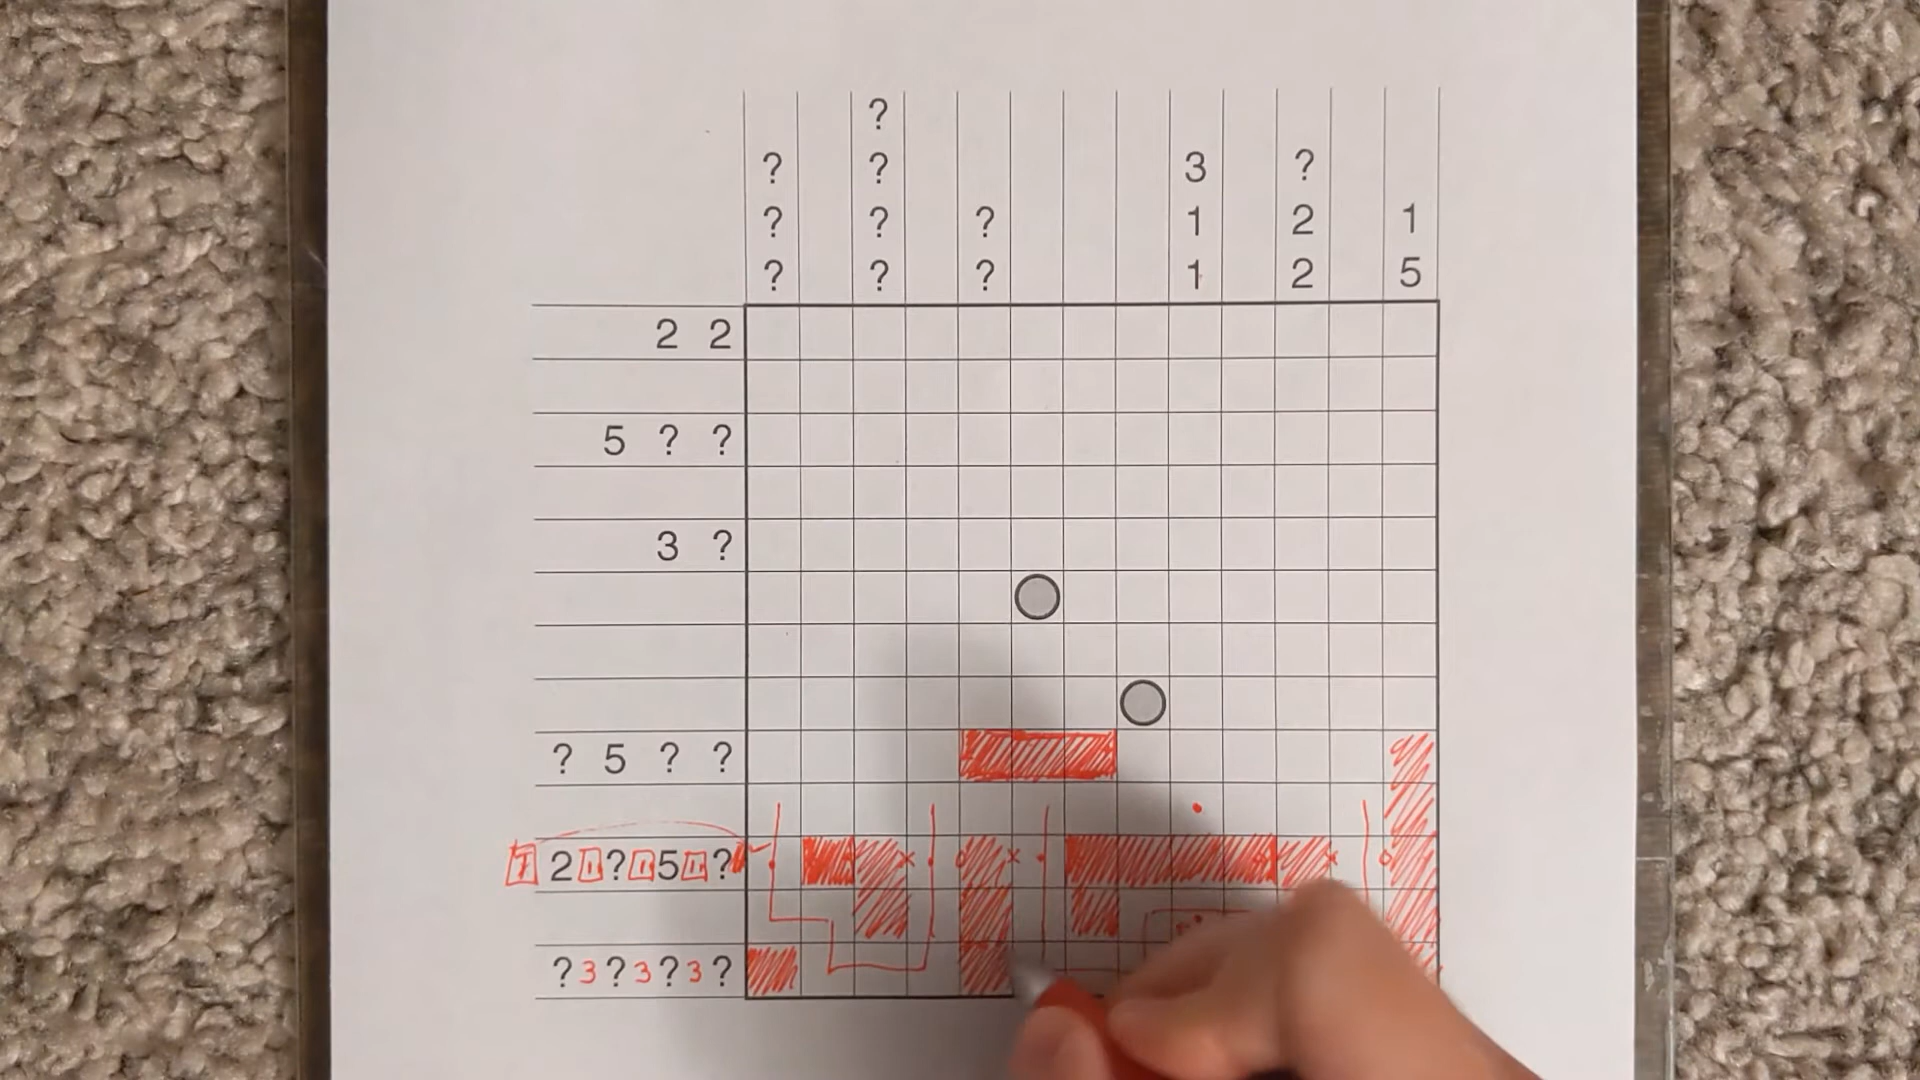 ?
? ? 3 ?
? ? ? 1 2 1
? ? ? 1 2 5
2 2
5 ? ?
3 ?
? 5 ? ?
1 2 1 ? 1 5 1 ?
? 3 ? 3 ? 3 ?